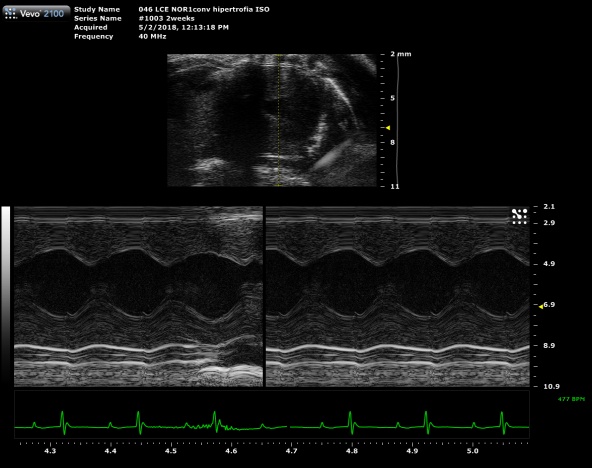 Vevo 2100
Study Name 046 LCE NOR1conv hipertrofia ISO
Series Name #1003 2weeks
Acquired 5/2/2018, 12:13:18 PM
Frequency 40 MHz
2 mm
5
8
11
2.1
2.9
4.9
6.9
8.9
10.9
477 BPM
4.3 4.4 4.5 4.6 4.7 4.8 4.9 5.0